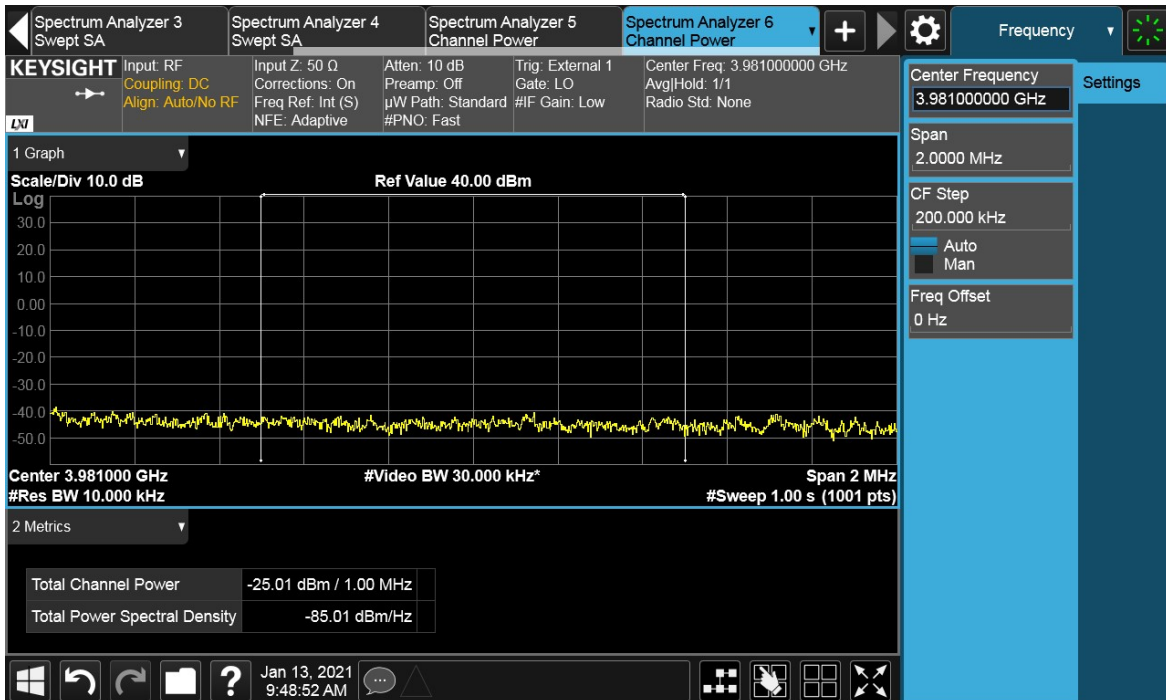 Spectrum Analyzer 3
Swept SA
Spectrum Analyzer 4
Swept SA
Spectrum Analyzer 5
Channel Power
Spectrum Analyzer 6
Channel Power
+
Frequency
KEYSIGHT
LXI
Input: RF
Coupling: DC
Align: Auto/No RF
Input Z: 50 Ω
Corrections: On
Freq Ref: Int (S)
NFE: Adaptive
Atten: 10 dB
Preamp: Off
µW Path: Standard
#PNO: Fast
Trig: External 1
Gate: LO
#IF Gain: Low
Center Freq: 3.981000000 GHz
Avg|Hold: 1/1
Radio Std: None
Center Frequency
3.981000000 GHz
Settings
Span
2.0000 MHz
CF Step
200.000 kHz
Auto
Man
Freq Offset
0 Hz
1 Graph
Scale/Div 10.0 dB
Ref Value 40.00 dBm
Log
30.0
20.0
10.0
0.00
-10.0
-20.0
-30.0
-40.0
-50.0
Center 3.981000 GHz
#Video BW 30.000 kHz*
Span 2 MHz
#Res BW 10.000 kHz
#Sweep 1.00 s (1001 pts)
2 Metrics
Total Channel Power -25.01 dBm / 1.00 MHz
Total Power Spectral Density -85.01 dBm/Hz
?
Jan 13, 2021
9:48:52 AM